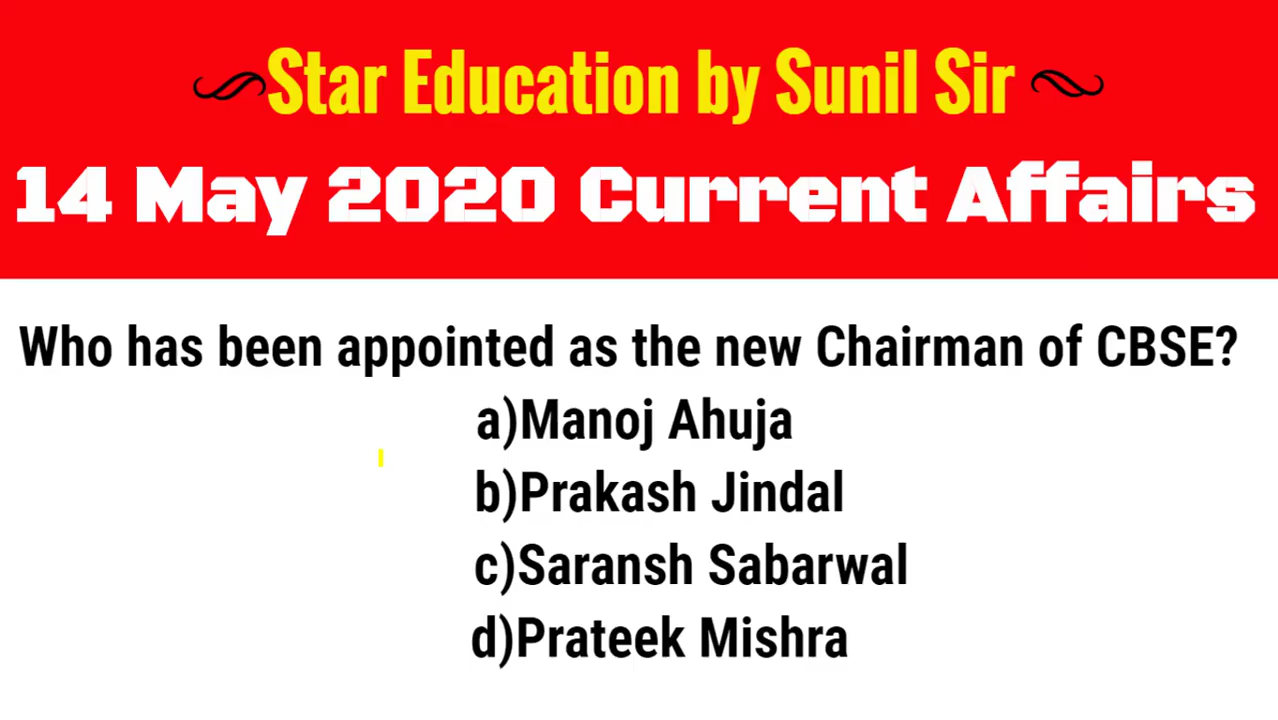 Star Education by Sunil Sir
14 May 2020 Current Affairs
Who has been appointed as the new Chairman of CBSE?
a)Manoj Ahuja
b)Prakash Jindal
c)Saransh Sabarwal
d)Prateek Mishra